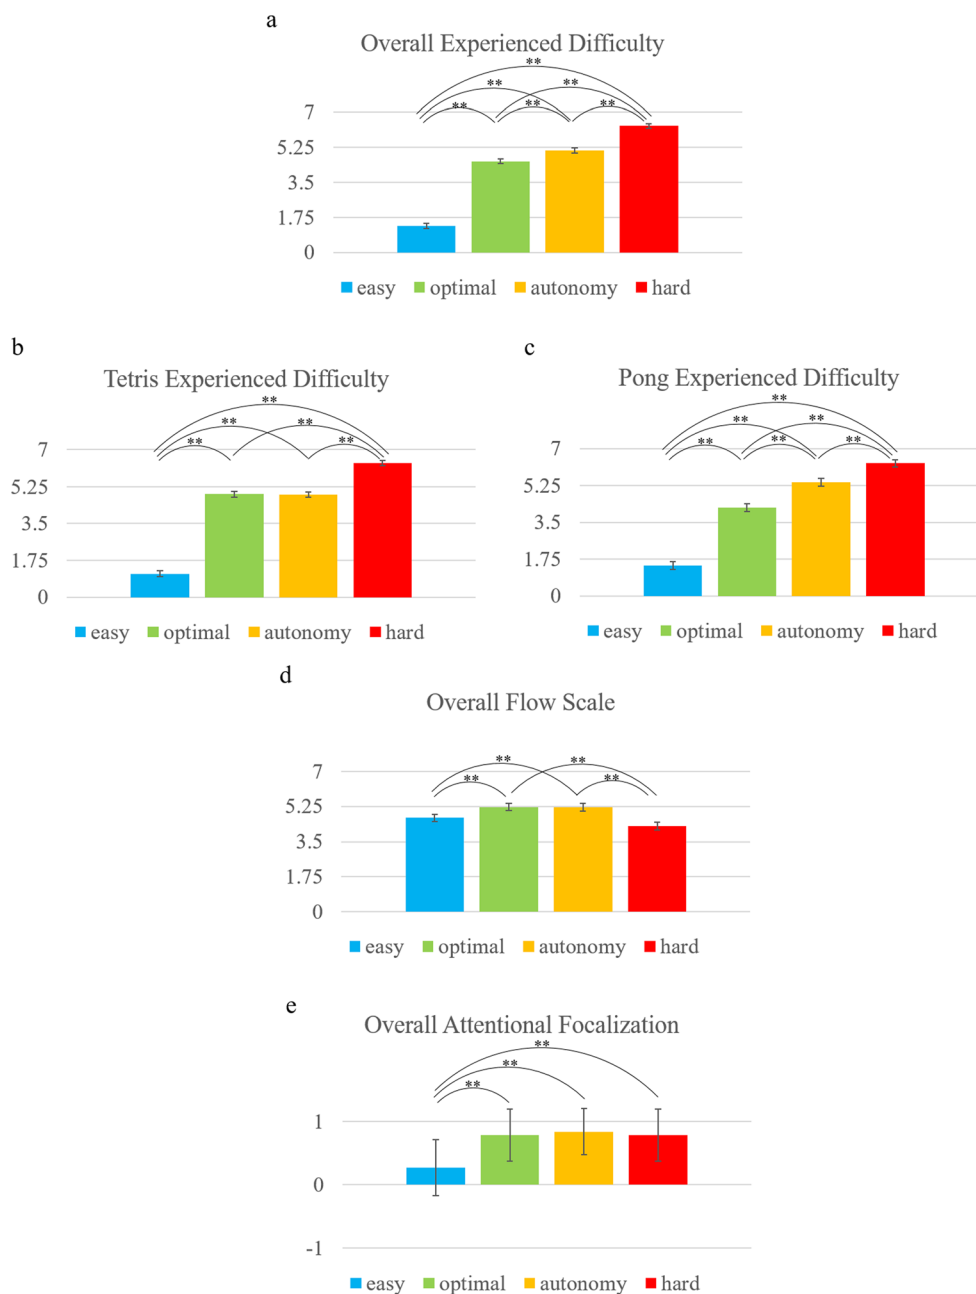 a
Overall Experienced Difficulty
**
** **
** ** **
7
5.25
3.5
1.75
0
easy optimal autonomy hard
b
Tetris Experienced Difficulty
**
** **
** **
7
5.25
3.5
1.75
0
easy optimal autonomy hard
c
Pong Experienced Difficulty
**
** **
** ** **
7
5.25
3.5
1.75
0
easy optimal autonomy hard
d
Overall Flow Scale
** **
** **
7
5.25
3.5
1.75
0
easy optimal autonomy hard
e
Overall Attentional Focalization
**
**
**
1
0
-1
easy optimal autonomy hard